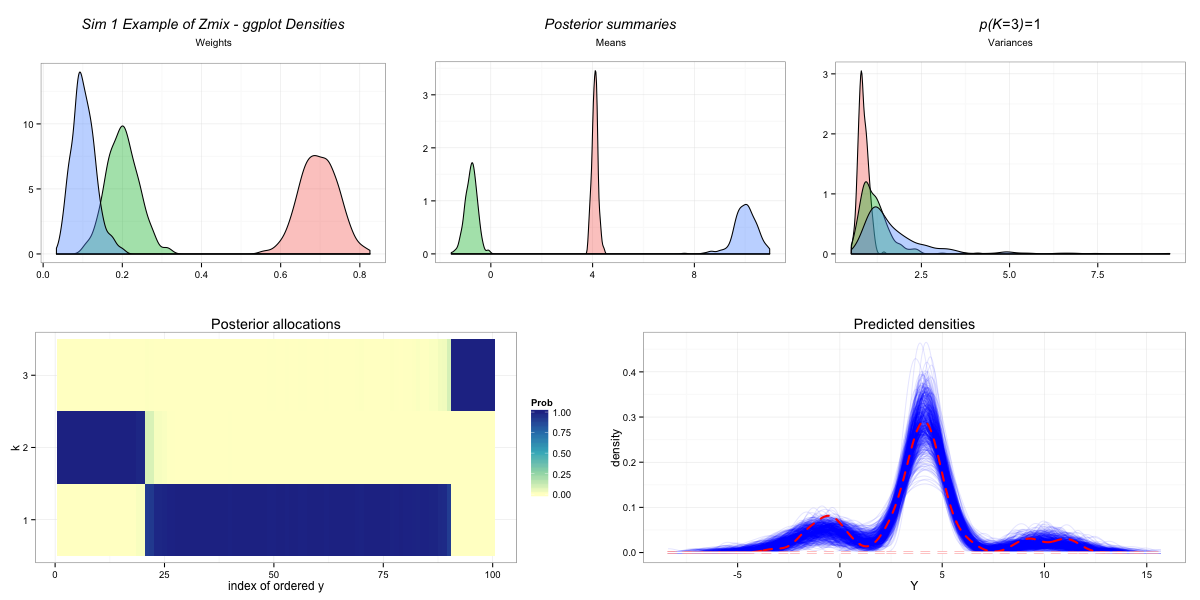 Sim 1 Example of Zmix - ggplot Densities
Posterior summaries
p(K=3)=1
Weights
Means
Variances
10
5
0
0.0 0.2 0.4 0.6 0.8
3
2
1
0
0 4 8
3
2
1
0
2.5 5.0 7.5
Posterior allocations
k
3
2
1
0 25 50 75 100
index of ordered y
Prob
1.00
0.75
0.50
0.25
0.00
Predicted densities
density
0.4
0.3
0.2
0.1
0.0
-5 0 5 10 15
Y